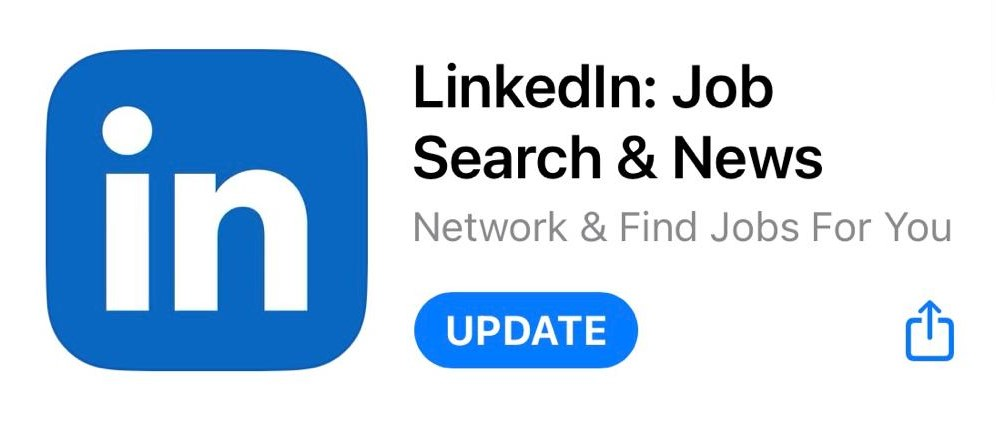 in
LinkedIn: Job
Search & News
Network & Find Jobs For You
UPDATE